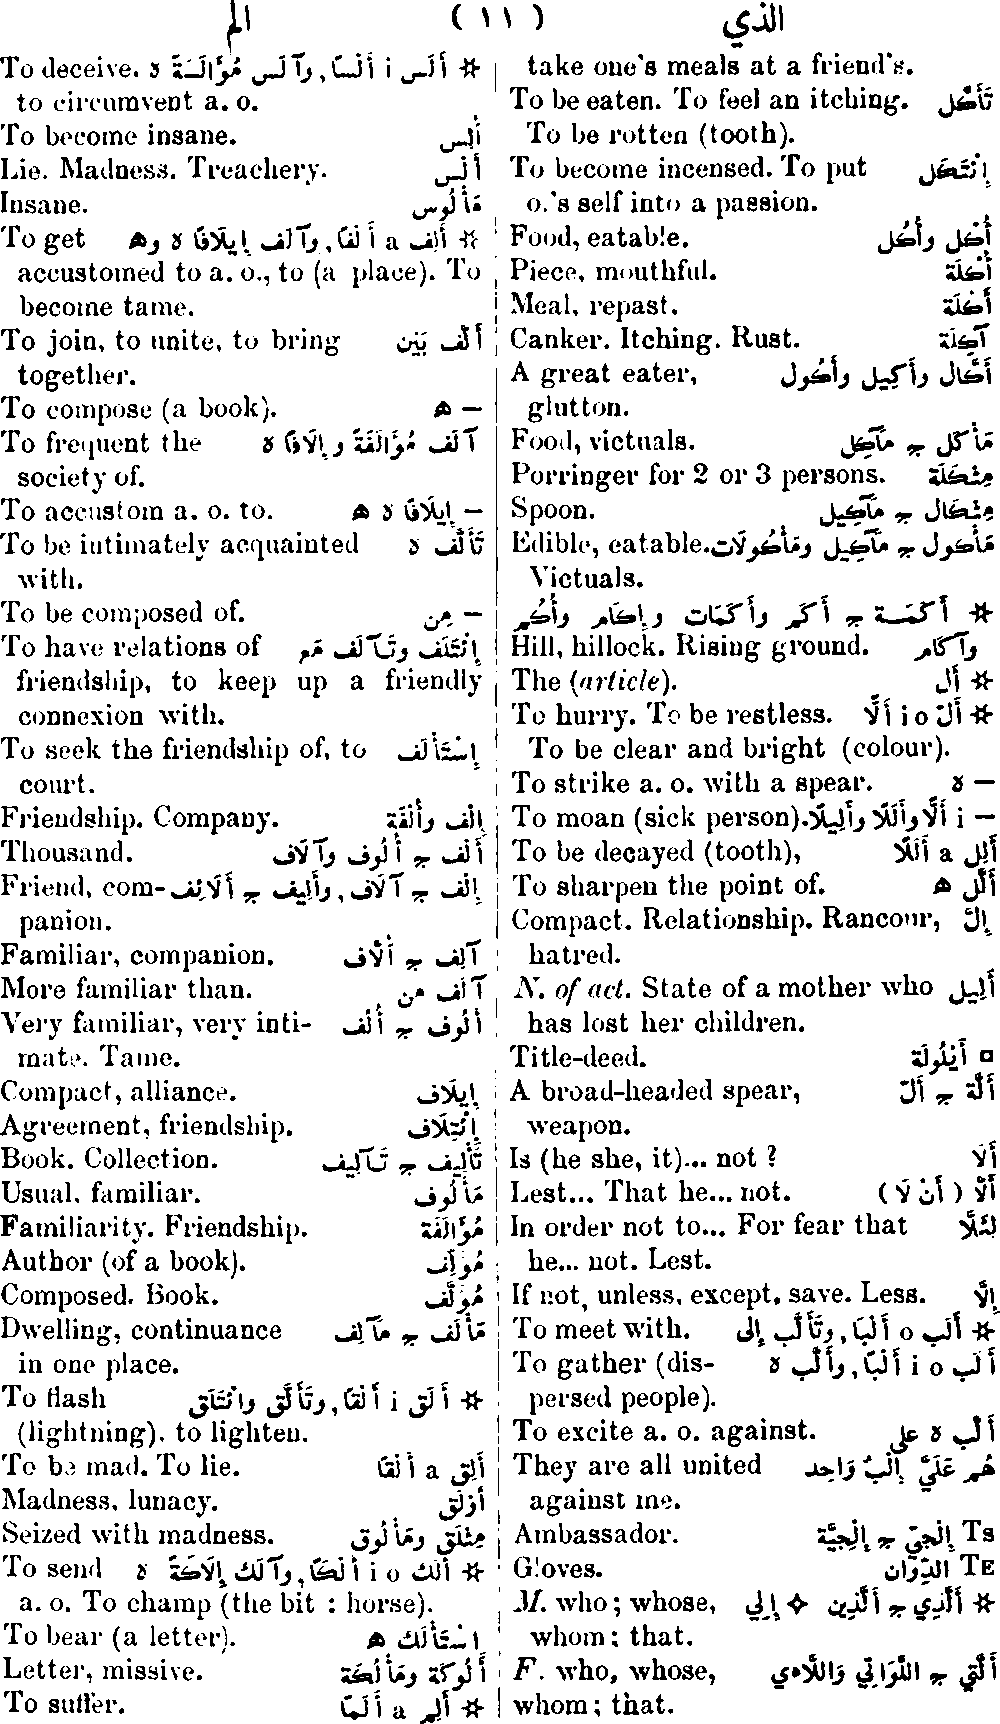 الذي ( ١١ ) الم
take one's meals at a friend's.
To be eaten. To feel an itching. تَأَكَّل
To be rotten (tooth).
To become incensed. To put إِئْتَكَل
o.'s self into a passion.
Food, eatable. أُكْل وأُكُل
Piece, mouthful. أُكْلَة
Meal, repast. أَكْلَة
Canker. Itching. Rust. آكِلَة
A great eater, أَكَّال وأَكِيل وأَكُول
glutton.
Food, victuals. مَأْكَل ج مَآكِل
Porringer for 2 or 3 persons. مِئْكَلَة
Spoon. مِئْكَال ج مَآكِيل
Edible, eatable. مَأْكول ج مَآكِيل ومَأْكُولَات
Victuals.
☆ أَكَمَـة ج أَكَم وأَكَمَات وإِكَام وأُكُم
Hill, hillock. Rising ground. وآكَام
The (article). ☆ أَل
To hurry. To be restless. ☆ أَلّ i o أَلًّا
To be clear and bright (colour).
To strike a. o. with a spear. — ه
To moan (sick person). — i أَلًّا وأَلَلًا وأَلِيلًا
To be decayed (tooth), أَلِل a أَلَلًا
To sharpen the point of. أَلَّل ه
Compact. Relationship. Rancour, إِلّ
hatred.
N. of act. State of a mother who أَلِيل
has lost her children.
Title-deed. □ أَيْلُولَة
A broad-headed spear, أَلَّة ج أَلّ
weapon.
Is (he she, it)... not ? أَلَا
Lest... That he... not. أَلَّا ( أَنْ لَا )
In order not to... For fear that لِئَلَّا
he... not. Lest.
If not, unless, except, save. Less. إِلَّا
To meet with. ☆ أَلَب o أَلْبًا, وتَأَلَّب إِلى
To gather (dis- أَلَب i o أَلْبًا, وأَلَّب ه
persed people).
To excite a. o. against. أَلَّب ه على
They are all united هُم عَلَيَّ إِلْبٌ وَاحِد
against me.
Ambassador. Ts إِلْجِيّ ج إِلْجِيَّة
Gloves. TE الدِّوَان
M. who ; whose, ☆ أَلَّذِي ج أَلَّذِين ❖ إِلِي
whom ; that.
F. who, whose, أَلَّتِي ج اللَّوَاتِي وَاللَّاءِي
whom ; that.
To deceive. ☆ أَلَس i أَلْسًا, وآلَس مُؤَالَسَةً ه
to circumvent a. o.
To become insane. أُلِس
Lie. Madness. Treachery. أَلْس
Insane. مَأْلُوس
To get ☆ أَلِف a أَلْفًا, وآلَف إِيلَافًا ه وه
accustomed to a. o., to (a place). To
become tame.
To join, to unite, to bring أَلَّف بَيْن
together.
To compose (a book). — ه
To frequent the آلَف مُؤَالَفَةً وإِلَافًا ه
society of.
To accustom a. o. to. — إِيلَافًا ه ه
To be intimately acquainted تَأَلَّف ه
with.
To be composed of. — مِن
To have relations of إِئْتَلَف وتَآلَف مَع
friendship, to keep up a friendly
connexion with.
To seek the friendship of, to إِسْتَأْلَف
court.
Friendship. Company. إِلْف وأُلْفَة
Thousand. أَلْف ج أُلُوف وآلَاف
Friend, com- إِلْف ج آلَاف, وأَلِيف ج أَلَائِف
panion.
Familiar, companion. آلِف ج أُلَّاف
More familiar than. آلَف من
Very familiar, very inti- أَلُوف ج أُلُف
mate. Tame.
Compact, alliance. إِيلَاف
Agreement, friendship. إِئْتِلَاف
Book. Collection. تَأْلِيف ج تَآلِيف
Usual, familiar. مَأْلُوف
Familiarity. Friendship. مُؤَالَفَة
Author (of a book). مُؤَلِّف
Composed. Book. مُؤَلَّف
Dwelling, continuance مَأْلَف ج مَآلِف
in one place.
To flash ☆ أَلَق i أَلْقًا, وتَأَلَّق وائْتَلَق
(lightning), to lighten.
To be mad. To lie. أَلِق a أَلْقًا
Madness, lunacy. أَوْلَق
Seized with madness. مِئْلَق ومَأْلُوق
To send ☆ أَلَك i o أَلْكًا, وآلَك إِلَاكَةً ه
a. o. To champ (the bit : horse).
To bear (a letter). اسْتَأْلَك ه
Letter, missive. أَلُوكَة ومَأْلُكَة
To suffer. ☆ أَلِم a أَلَمًا